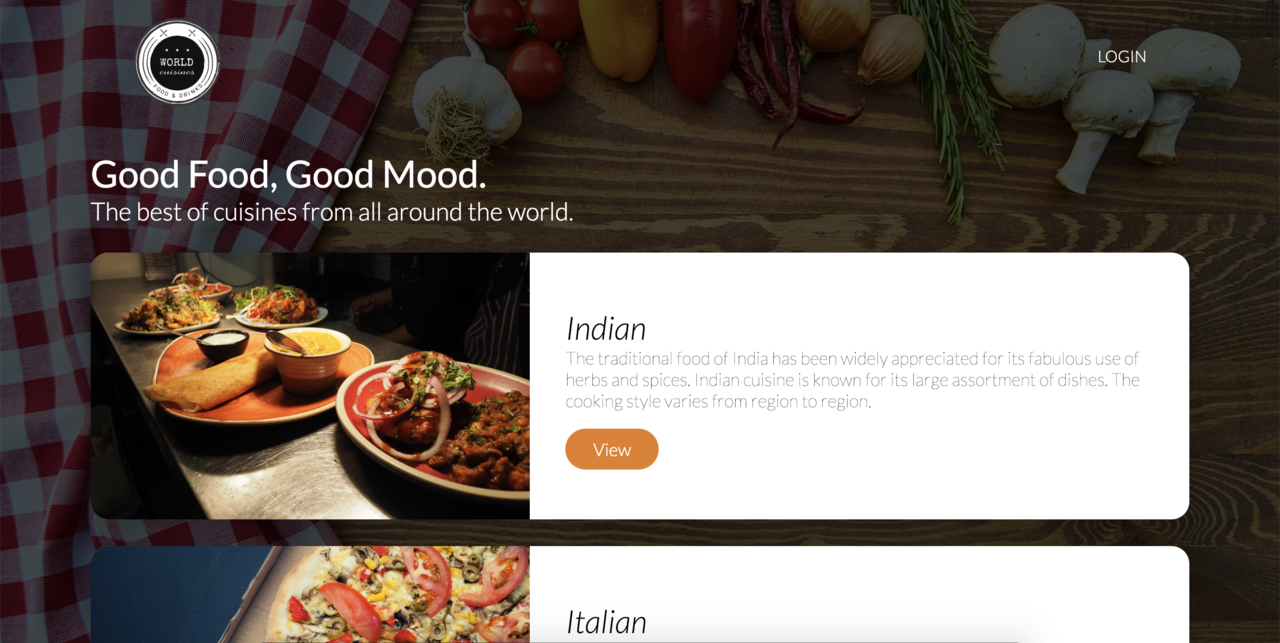 WORLD
cuisines
FOOD & DRINKS
LOGIN
Good Food, Good Mood.
The best of cuisines from all around the world.
Indian
The traditional food of India has been widely appreciated for its fabulous use of
herbs and spices. Indian cuisine is known for its large assortment of dishes. The
cooking style varies from region to region.
View
Italian